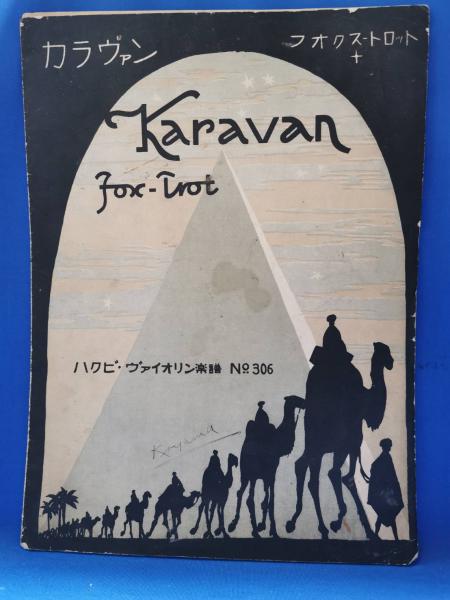 カラヴァン
フオクス-トロット
Karavan
Fox-Trot
ハクビ・ヴァイオリン楽譜 No 306
Koyama